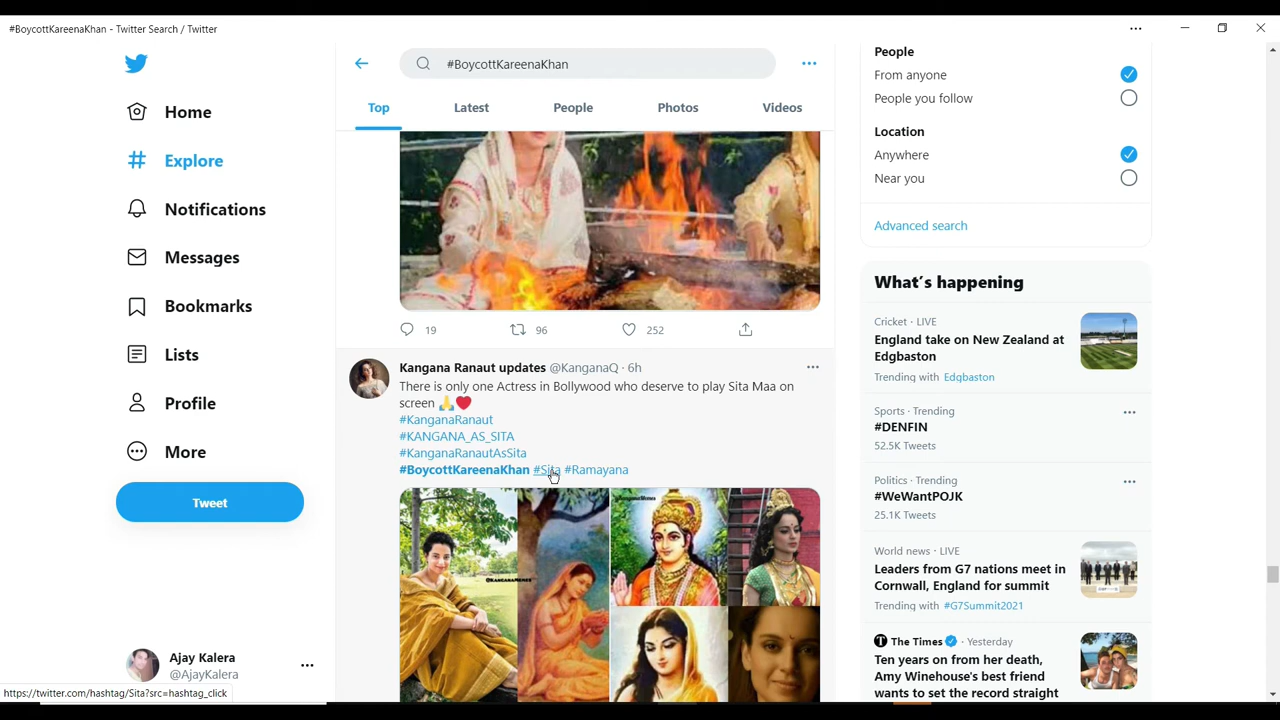 #BoycottKareenaKhan - Twitter Search / Twitter
#BoycottKareenaKhan
Home
Explore
Notifications
Messages
Bookmarks
Lists
Profile
More
Tweet
Ajay Kalera
@AjayKalera
https://twitter.com/hashtag/Sita?src=hashtag_click
Top Latest People Photos Videos
19 96 252
Kangana Ranaut updates @KanganaQ · 6h
There is only one Actress in Bollywood who deserve to play Sita Maa on
screen 🙏❤️
#KanganaRanaut
#KANGANA_AS_SITA
#KanganaRanautAsSita
#BoycottKareenaKhan #Sita #Ramayana
@KANGANAMEMES
People
From anyone
People you follow
Location
Anywhere
Near you
Advanced search
What's happening
Cricket · LIVE
England take on New Zealand at
Edgbaston
Trending with Edgbaston
Sports · Trending
#DENFIN
52.5K Tweets
Politics · Trending
#WeWantPOJK
25.1K Tweets
World news · LIVE
Leaders from G7 nations meet in
Cornwall, England for summit
Trending with #G7Summit2021
The Times · Yesterday
Ten years on from her death,
Amy Winehouse's best friend
wants to set the record straight